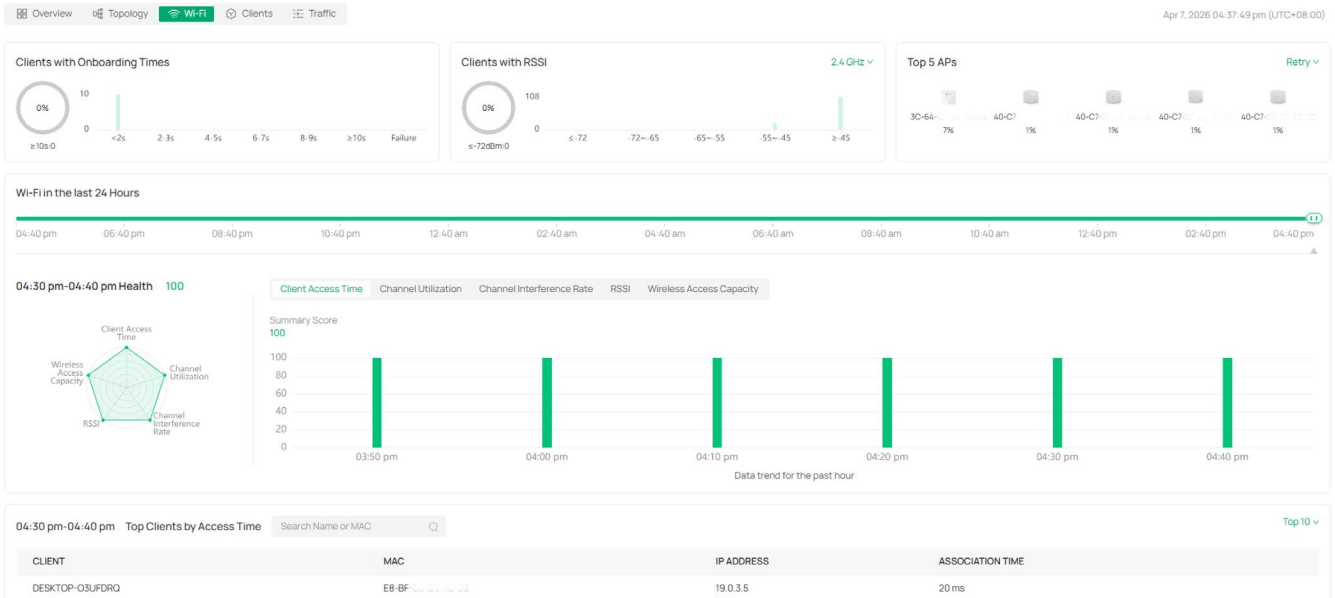 Overview Topology Wi-Fi Clients Traffic
Apr 7, 2026 04:37:49 pm (UTC+08:00)
Clients with Onboarding Times
0%
≥10s:0
10
0
<2s 2-3s 4-5s 6-7s 8-9s ≥10s Failure
Clients with RSSI
2.4 GHz
0%
≤-72dBm:0
108
0
≤-72 -72~-65 -65~-55 -55~-45 ≥-45
Top 5 APs
Retry
3C-64- 40-C7 40-C7- 40-C7- 40-C7-
7% 1% 1% 1% 1%
Wi-Fi in the last 24 Hours
04:40 pm 06:40 pm 08:40 pm 10:40 pm 12:40 am 02:40 am 04:40 am 06:40 am 08:40 am 10:40 am 12:40 pm 02:40 pm 04:40 pm
04:30 pm-04:40 pm Health 100
Client Access
Time
Channel
Utilization
Channel
Interference
Rate
RSSI
Wireless
Access
Capacity
Client Access Time Channel Utilization Channel Interference Rate RSSI Wireless Access Capacity
Summary Score
100
100
80
60
40
20
0
03:50 pm 04:00 pm 04:10 pm 04:20 pm 04:30 pm 04:40 pm
Data trend for the past hour
04:30 pm-04:40 pm Top Clients by Access Time Search Name or MAC
Top 10
CLIENT MAC IP ADDRESS ASSOCIATION TIME
DESKTOP-O3UFDRQ E8-BF- 19.0.3.5 20 ms